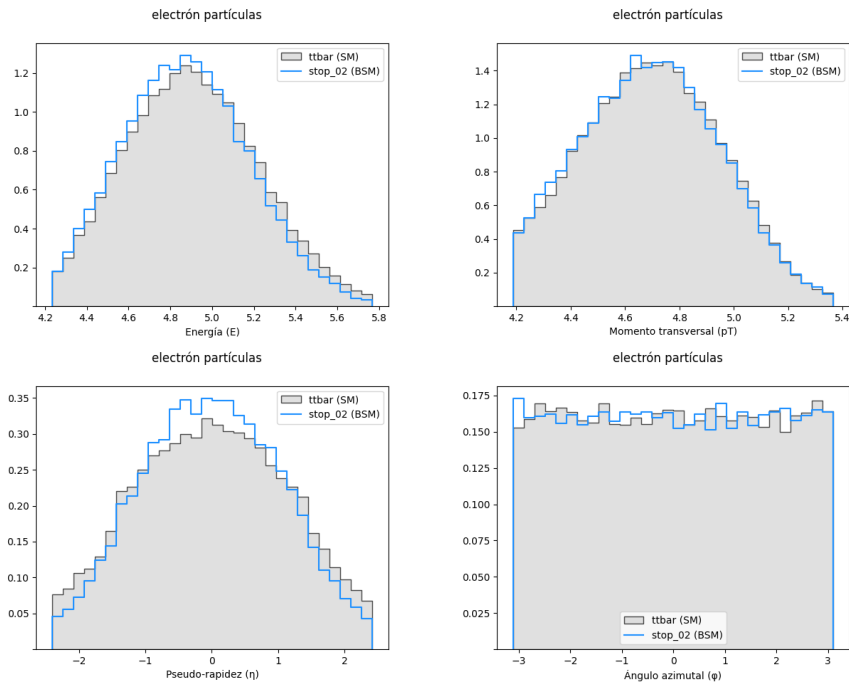 electrón partículas
ttbar (SM)
stop_02 (BSM)
1.2
1.0
0.8
0.6
0.4
0.2
4.2 4.4 4.6 4.8 5.0 5.2 5.4 5.6 5.8
Energía (E)
electrón partículas
ttbar (SM)
stop_02 (BSM)
1.4
1.2
1.0
0.8
0.6
0.4
0.2
4.2 4.4 4.6 4.8 5.0 5.2 5.4
Momento transversal (pT)
electrón partículas
ttbar (SM)
stop_02 (BSM)
0.35
0.30
0.25
0.20
0.15
0.10
0.05
−2 −1 0 1 2
Pseudo-rapidez (η)
electrón partículas
0.175
0.150
0.125
0.100
0.075
0.050
0.025
ttbar (SM)
stop_02 (BSM)
−3 −2 −1 0 1 2 3
Ángulo azimutal (φ)